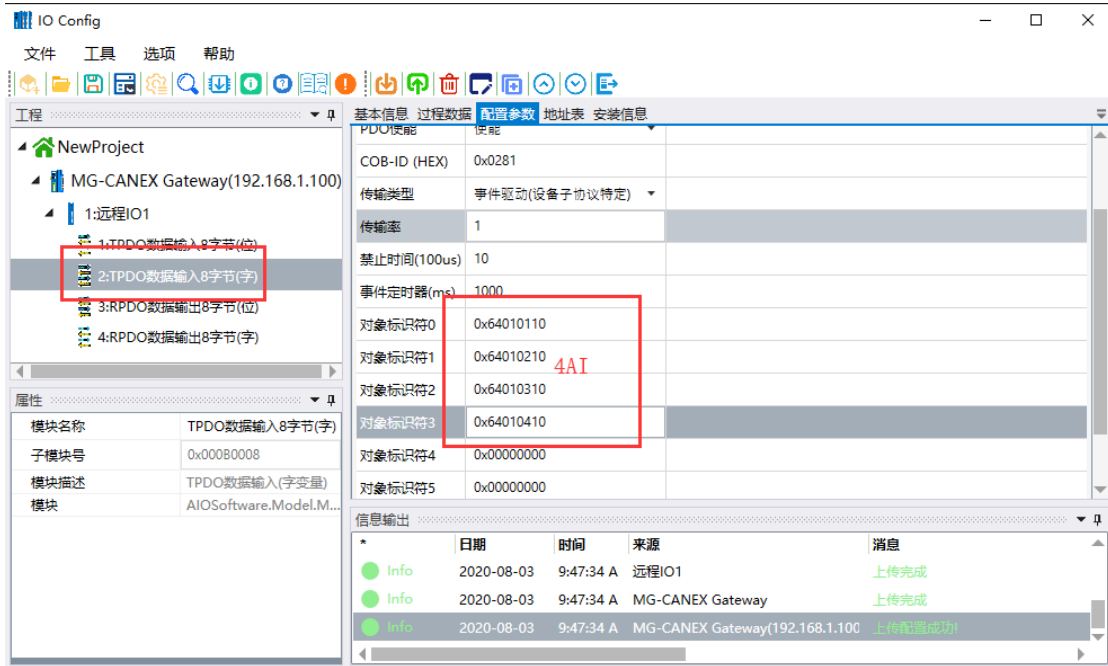 IO Config
文件 工具 选项 帮助
工程
NewProject
MG-CANEX Gateway(192.168.1.100)
1:远程IO1
1:TPDO数据输入8字节(位)
2:TPDO数据输入8字节(字)
3:RPDO数据输出8字节(位)
4:RPDO数据输出8字节(字)
属性
模块名称 TPDO数据输入8字节(字)
子模块号 0x000B0008
模块描述 TPDO数据输入(字变量)
模块 AIOSoftware.Model.M...
基本信息 过程数据 配置参数 地址表 安装信息
PDO使能 使能
COB-ID (HEX) 0x0281
传输类型 事件驱动(设备子协议特定)
传输率 1
禁止时间(100us) 10
事件定时器(ms) 1000
对象标识符0 0x64010110
对象标识符1 0x64010210
4AI
对象标识符2 0x64010310
对象标识符3 0x64010410
对象标识符4 0x00000000
对象标识符5 0x00000000
信息输出
* 日期 时间 来源 消息
Info 2020-08-03 9:47:34 A 远程IO1 上传完成
Info 2020-08-03 9:47:34 A MG-CANEX Gateway 上传完成
Info 2020-08-03 9:47:34 A MG-CANEX Gateway(192.168.1.100 上传配置成功!